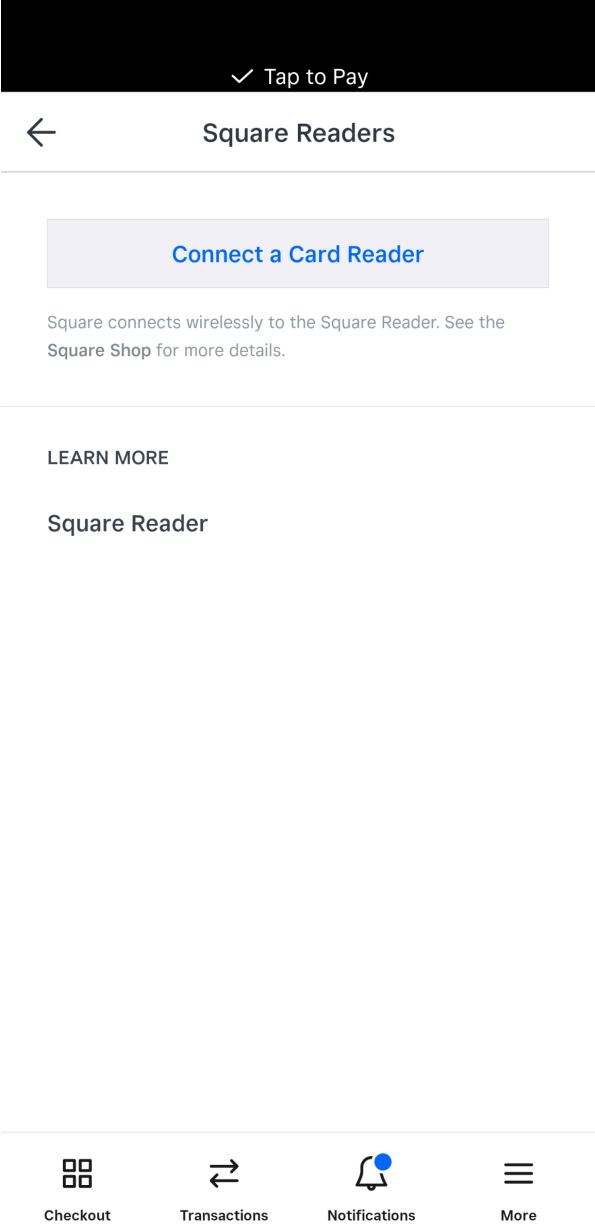 Tap to Pay
Square Readers
Connect a Card Reader
Square connects wirelessly to the Square Reader. See the
Square Shop for more details.
LEARN MORE
Square Reader
Checkout
Transactions
Notifications
More